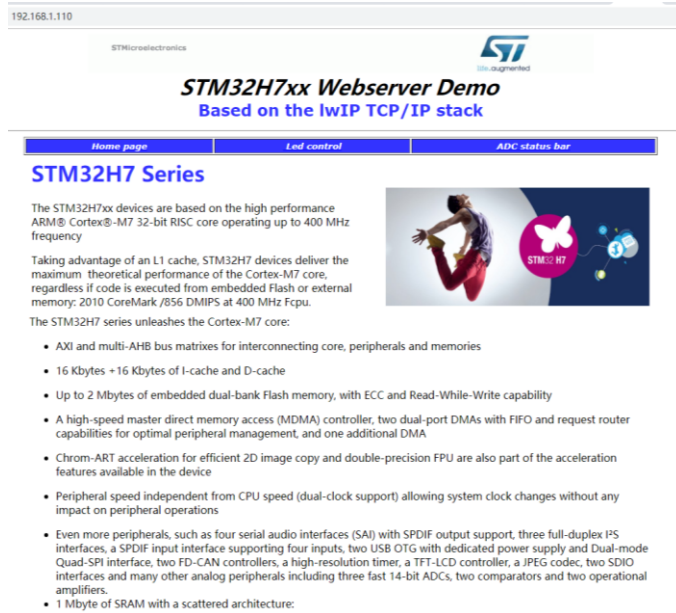 192.168.1.110
STMicroelectronics
life.augmented
STM32H7xx Webserver Demo
Based on the lwIP TCP/IP stack
Home page Led control ADC status bar
STM32H7 Series
The STM32H7xx devices are based on the high performance
ARM® Cortex®-M7 32-bit RISC core operating up to 400 MHz
frequency
Taking advantage of an L1 cache, STM32H7 devices deliver the
maximum theoretical performance of the Cortex-M7 core,
regardless if code is executed from embedded Flash or external
memory: 2010 CoreMark /856 DMIPS at 400 MHz Fcpu.
STM32 H7
The STM32H7 series unleashes the Cortex-M7 core:
• AXI and multi-AHB bus matrixes for interconnecting core, peripherals and memories
• 16 Kbytes +16 Kbytes of I-cache and D-cache
• Up to 2 Mbytes of embedded dual-bank Flash memory, with ECC and Read-While-Write capability
• A high-speed master direct memory access (MDMA) controller, two dual-port DMAs with FIFO and request router
capabilities for optimal peripheral management, and one additional DMA
• Chrom-ART acceleration for efficient 2D image copy and double-precision FPU are also part of the acceleration
features available in the device
• Peripheral speed independent from CPU speed (dual-clock support) allowing system clock changes without any
impact on peripheral operations
• Even more peripherals, such as four serial audio interfaces (SAI) with SPDIF output support, three full-duplex I²S
interfaces, a SPDIF input interface supporting four inputs, two USB OTG with dedicated power supply and Dual-mode
Quad-SPI interface, two FD-CAN controllers, a high-resolution timer, a TFT-LCD controller, a JPEG codec, two SDIO
interfaces and many other analog peripherals including three fast 14-bit ADCs, two comparators and two operational
amplifiers.
• 1 Mbyte of SRAM with a scattered architecture: